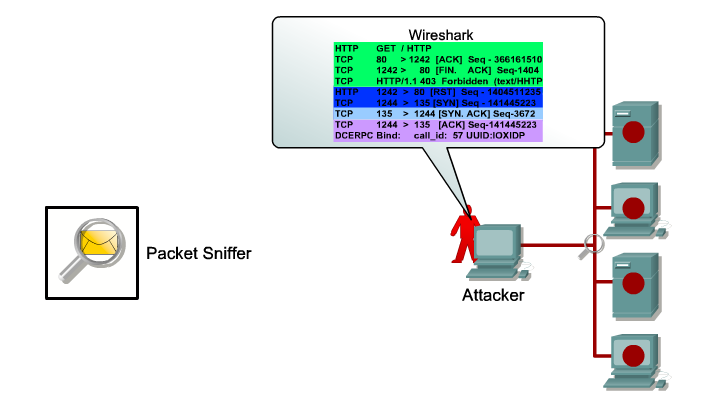 Wireshark
HTTP GET / HTTP
TCP 80 > 1242 [ACK] Seq - 366161510
TCP 1242 > 80 [FIN. ACK] Seq-1404
TCP HTTP/1.1 403 Forbidden (text/HHTP
HTTP 1242 > 80 [RST] Seq - 1404511235
TCP 1244 > 135 [SYN] Seq - 141445223
TCP 135 > 1244 [SYN. ACK] Seq-3672
TCP 1244 > 135 [ACK] Seq-141445223
DCERPC Bind: call_id: 57 UUID:IOXIDP
Packet Sniffer
Attacker